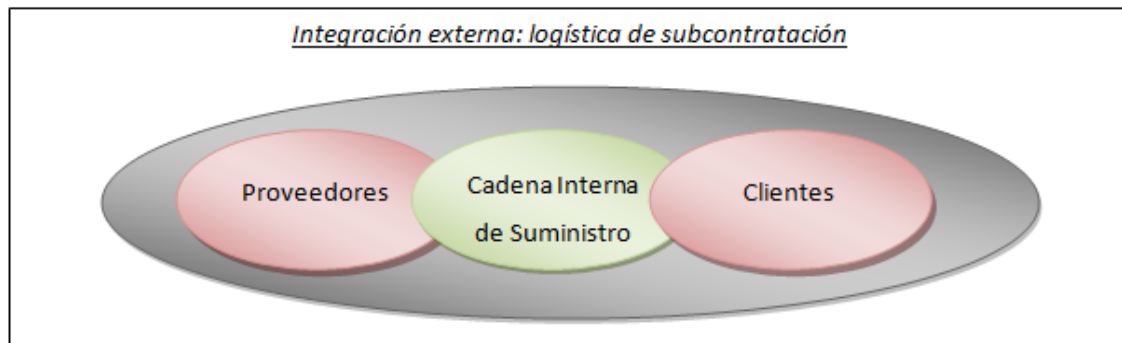 Integración externa: logística de subcontratación
Proveedores
Cadena Interna
de Suministro
Clientes